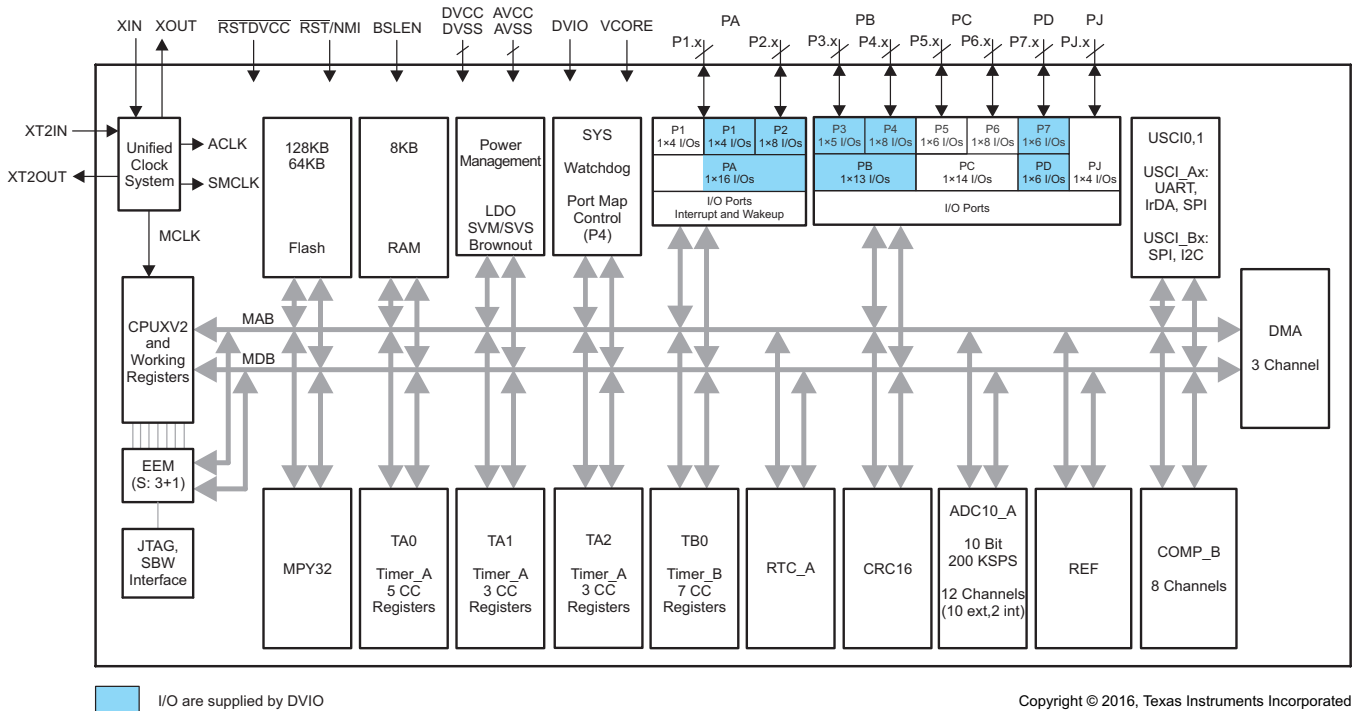 XIN
XOUT
RSTDVCC
RST/NMI
BSLEN
DVCC
DVSS
AVCC
AVSS
DVIO
VCORE
PA
P1.x
P2.x
PB
P3.x
P4.x
PC
P5.x
P6.x
PD
P7.x
PJ
PJ.x
XT2IN
XT2OUT
Unified
Clock
System
ACLK
SMCLK
MCLK
128KB
64KB
Flash
8KB
RAM
Power
Management
LDO
SVM/SVS
Brownout
SYS
Watchdog
Port Map
Control
(P4)
P1
1×4 I/Os
P1
1×4 I/Os
P2
1×8 I/Os
PA
1×16 I/Os
I/O Ports
Interrupt and Wakeup
P3
1×5 I/Os
P4
1×8 I/Os
P5
1×6 I/Os
P6
1×8 I/Os
P7
1×6 I/Os
PB
1×13 I/Os
PC
1×14 I/Os
PD
1×6 I/Os
PJ
1×4 I/Os
I/O Ports
USCI0,1
USCI_Ax:
UART,
IrDA, SPI
USCI_Bx:
SPI, I2C
CPUXV2
and
Working
Registers
MAB
MDB
DMA
3 Channel
EEM
(S: 3+1)
JTAG,
SBW
Interface
MPY32
TA0
Timer_A
5 CC
Registers
TA1
Timer_A
3 CC
Registers
TA2
Timer_A
3 CC
Registers
TB0
Timer_B
7 CC
Registers
RTC_A
CRC16
ADC10_A
10 Bit
200 KSPS
12 Channels
(10 ext,2 int)
REF
COMP_B
8 Channels
I/O are supplied by DVIO
Copyright © 2016, Texas Instruments Incorporated